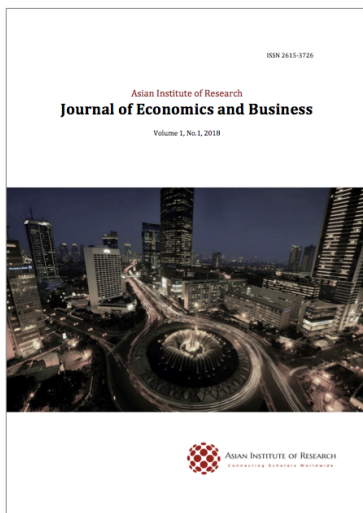 ISSN 2615-3726
Asian Institute of Research
Journal of Economics and Business
Volume 1, No.1, 2018
ASIAN INSTITUTE OF RESEARCH
Connecting Scholars Worldwide